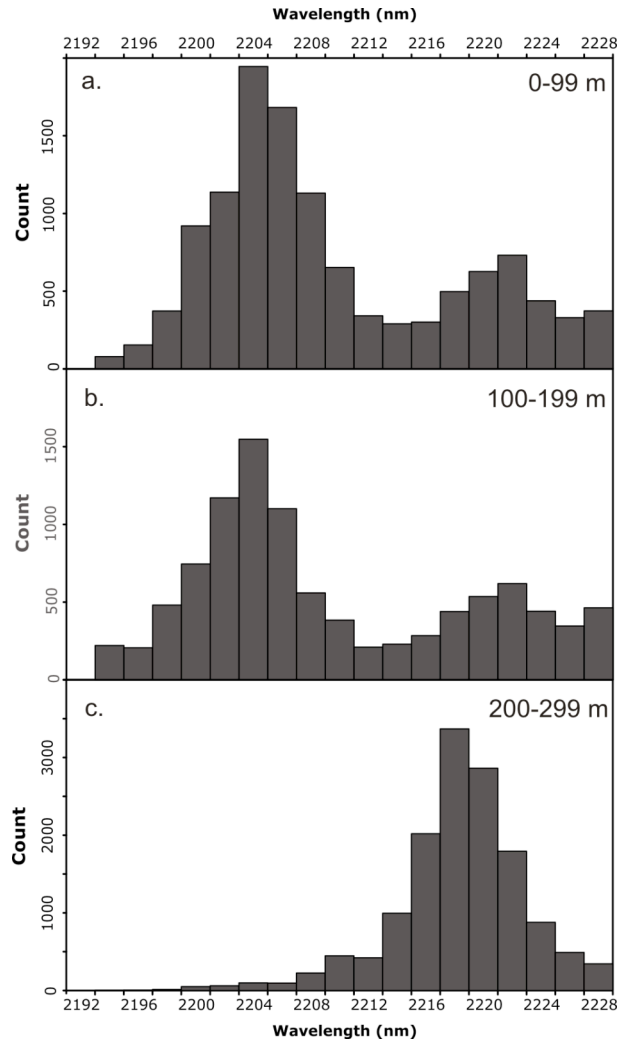 Wavelength (nm)
2192 2196 2200 2204 2208 2212 2216 2220 2224 2228
a.
0-99 m
Count
0 500 1000 1500
b.
100-199 m
Count
0 500 1000 1500
c.
200-299 m
Count
0 1000 2000 3000
2192 2196 2200 2204 2208 2212 2216 2220 2224 2228
Wavelength (nm)